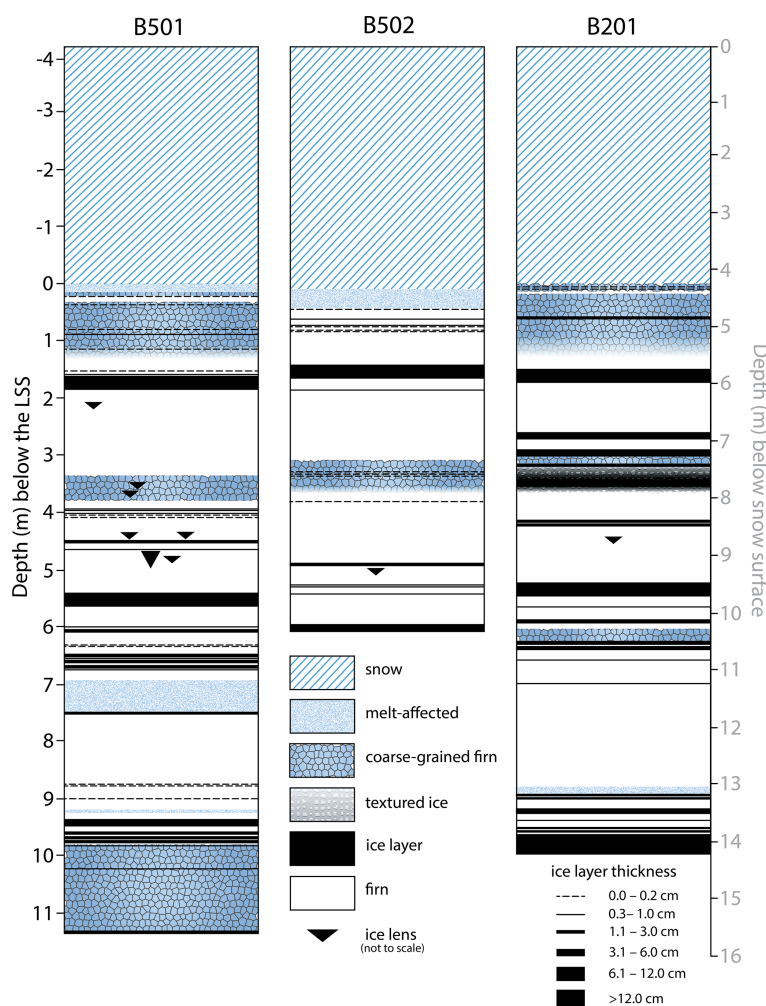 B501
B502
B201
-4
-3
-2
-1
0
1
2
3
4
5
6
7
8
9
10
11
Depth (m) below the LSS
0
1
2
3
4
5
6
7
8
9
10
11
12
13
14
15
16
Depth (m) below snow surface
snow
melt-affected
coarse-grained firn
textured ice
ice layer
firn
ice lens
(not to scale)
ice layer thickness
0.0 – 0.2 cm
0.3– 1.0 cm
1.1 – 3.0 cm
3.1 – 6.0 cm
6.1 – 12.0 cm
>12.0 cm